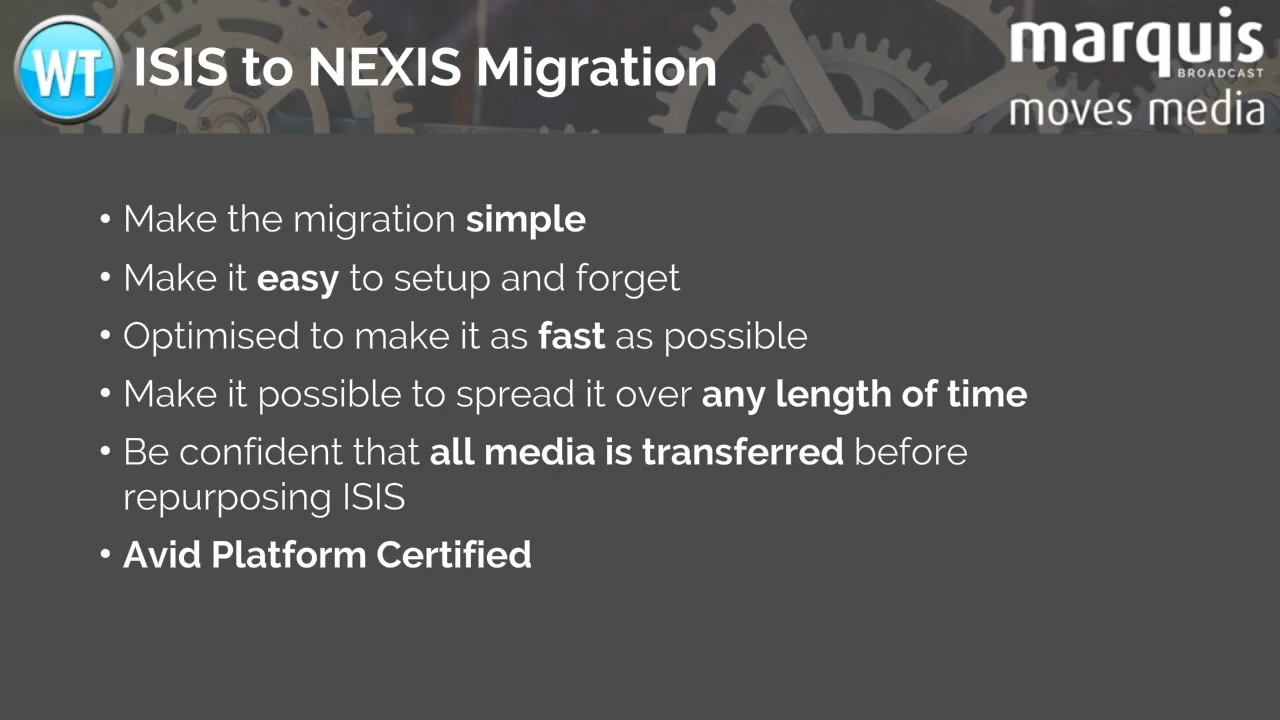 WT
ISIS to NEXIS Migration
marquis
BROADCAST
moves media
• Make the migration simple
• Make it easy to setup and forget
• Optimised to make it as fast as possible
• Make it possible to spread it over any length of time
• Be confident that all media is transferred before
repurposing ISIS
• Avid Platform Certified